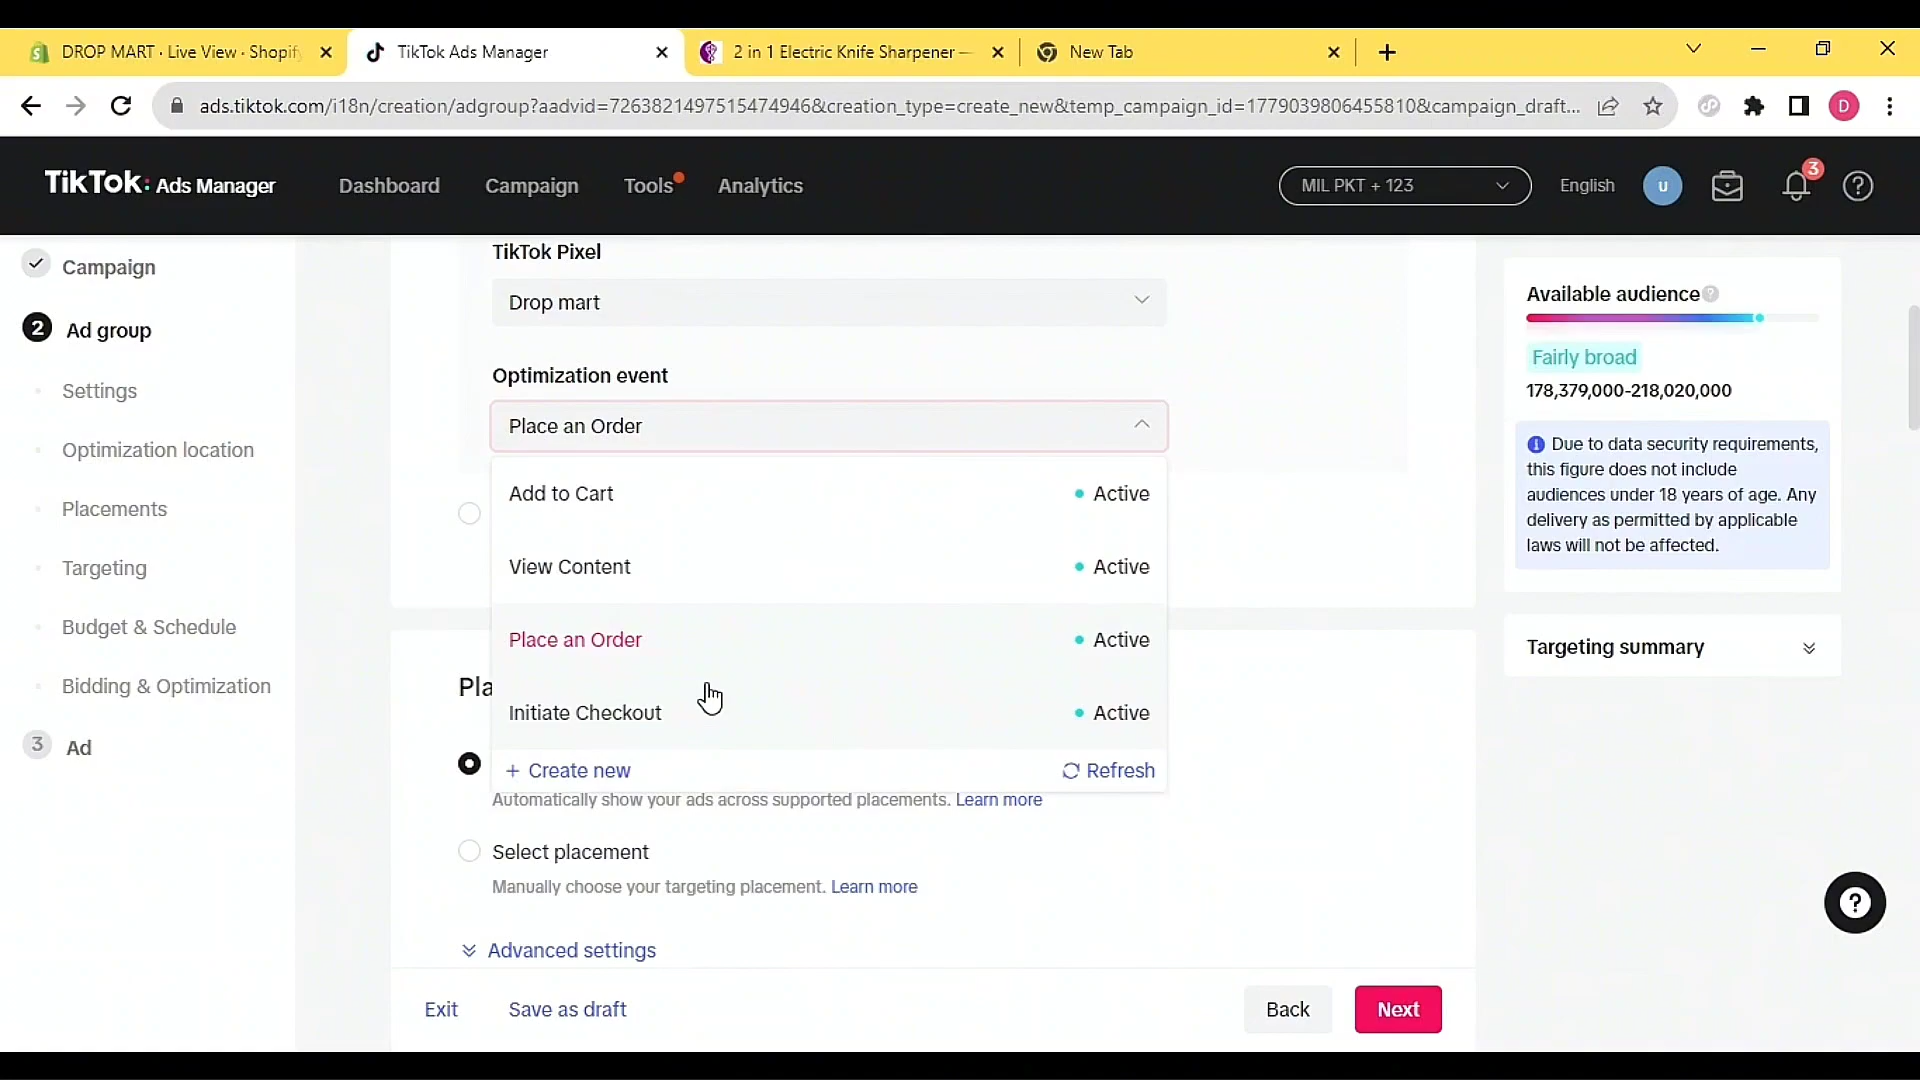 DROP MART · Live View · Shopify
TikTok Ads Manager
2 in 1 Electric Knife Sharpener —
New Tab
ads.tiktok.com/i18n/creation/adgroup?aadvid=7263821497515474946&creation_type=create_new&temp_campaign_id=1779039806455810&campaign_draft...
D
TikTok: Ads Manager
Dashboard
Campaign
Tools
Analytics
MIL PKT + 123
English
U
3
Campaign
2 Ad group
Settings
Optimization location
Placements
Targeting
Budget & Schedule
Bidding & Optimization
3 Ad
TikTok Pixel
Drop mart
Optimization event
Place an Order
Add to Cart
Active
View Content
Active
Place an Order
Active
Pla
Initiate Checkout
Active
+ Create new
Refresh
Automatically show your ads across supported placements. Learn more
Select placement
Manually choose your targeting placement. Learn more
Advanced settings
Exit
Save as draft
Back
Next
Available audience
Fairly broad
178,379,000-218,020,000
Due to data security requirements,
this figure does not include
audiences under 18 years of age. Any
delivery as permitted by applicable
laws will not be affected.
Targeting summary